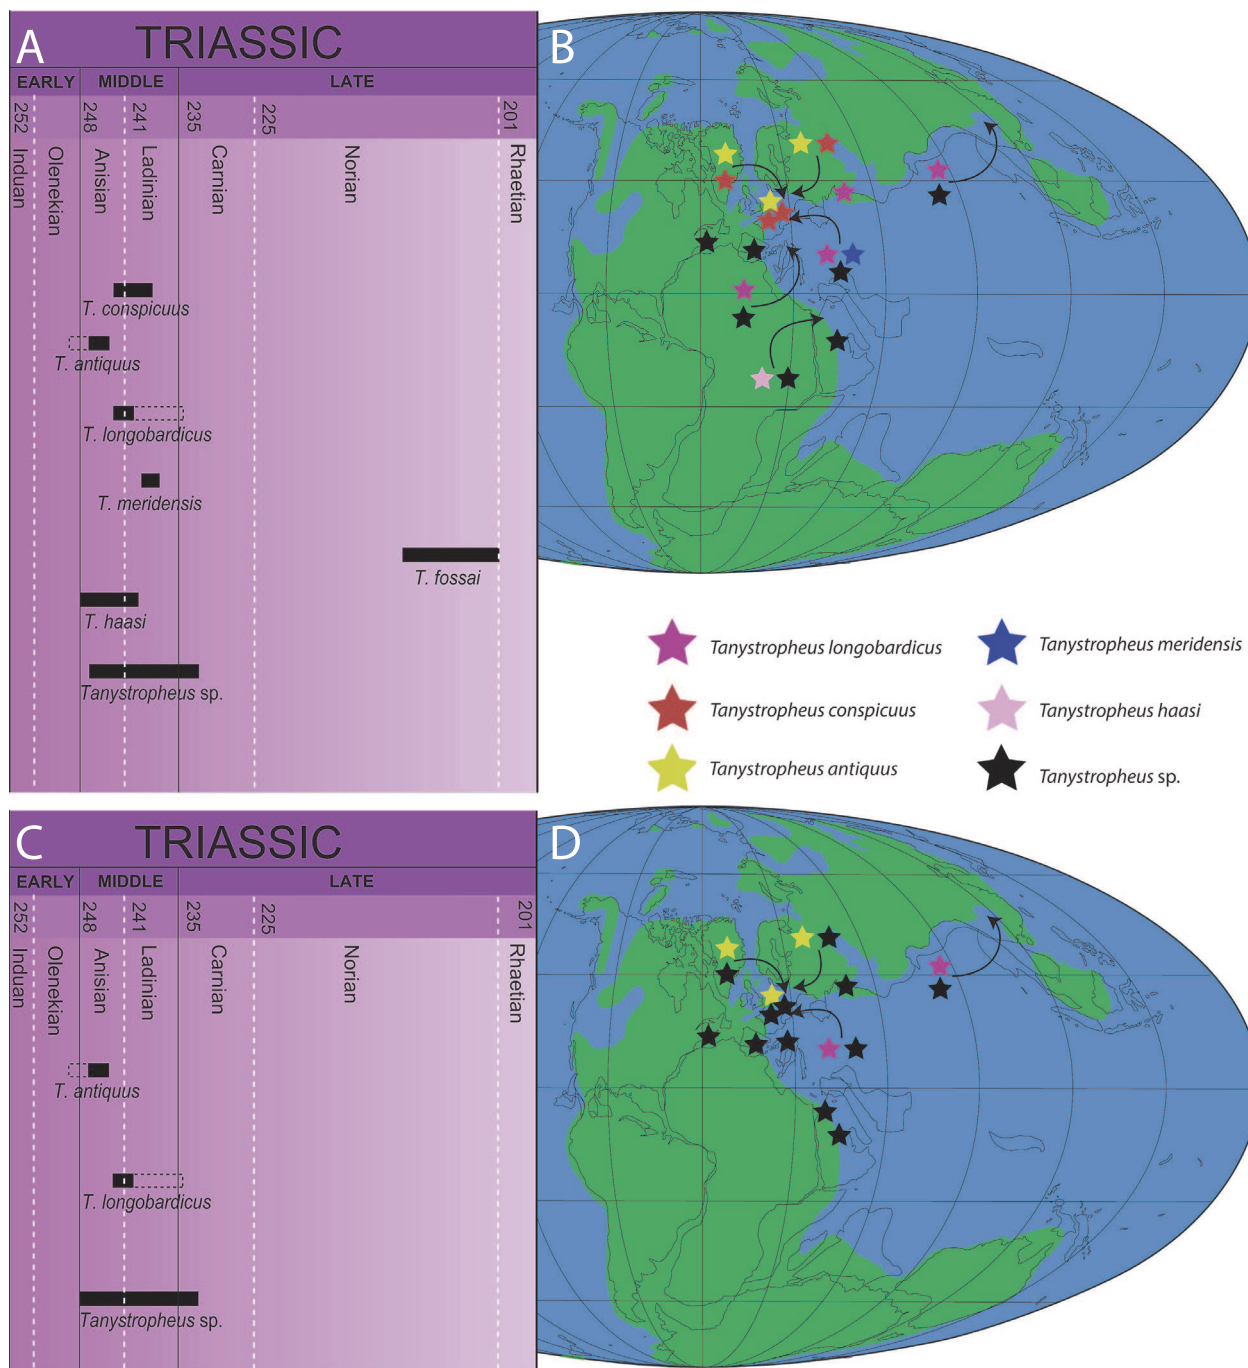 A
TRIASSIC
EARLY
MIDDLE
LATE
252
248
241
235
225
201
Induan
Olenekian
Anisian
Ladinian
Carnian
Norian
Rhaetian
T. conspicuus
T. antiquus
T. longobardicus
T. meridensis
T. fossai
T. haasi
Tanystropheus sp.
B
Tanystropheus longobardicus
Tanystropheus meridensis
Tanystropheus conspicuus
Tanystropheus haasi
Tanystropheus antiquus
Tanystropheus sp.
C
TRIASSIC
EARLY
MIDDLE
LATE
252
248
241
235
225
201
Induan
Olenekian
Anisian
Ladinian
Carnian
Norian
Rhaetian
T. antiquus
T. longobardicus
Tanystropheus sp.
D